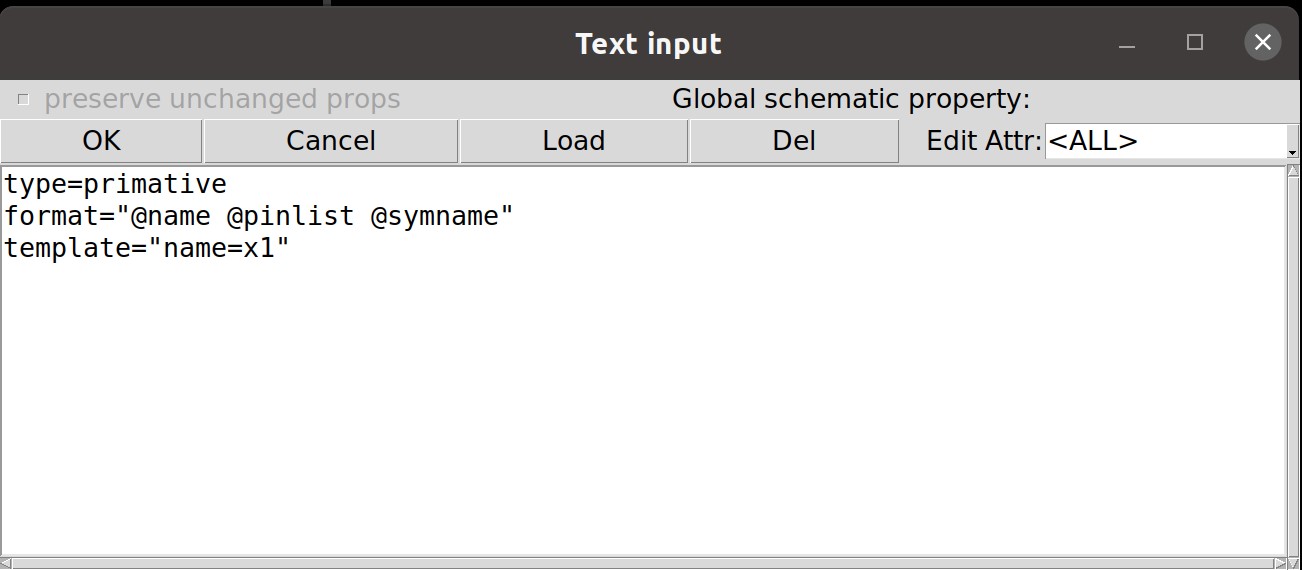 Text input
preserve unchanged props
Global schematic property:
OK
Cancel
Load
Del
Edit Attr:
<ALL>
type=primative
format="@name @pinlist @symname"
template="name=x1"